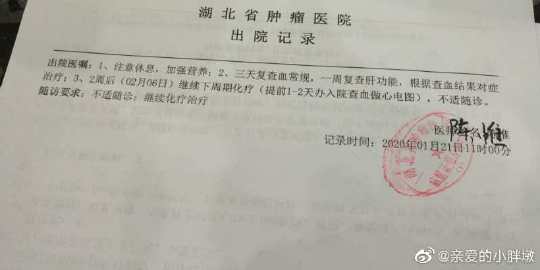 湖北省肿瘤医院
出院记录
出院医嘱：1、注意休息，加强营养；2、三天复查血常规，一周复查肝功能，根据查血结果对症
治疗；3、2周后（02月06日）继续下周期化疗（提前1-2天办入院查血做心电图），不适随诊。
随访要求：不适随诊；继续化疗治疗
医师
记录时间：2020年01月21日11时00分
@亲爱的小胖墩